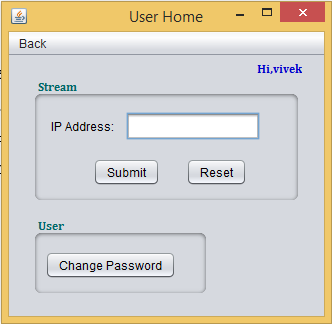 User Home
Back
Hi,vivek
Stream
IP Address:
Submit Reset
User
Change Password